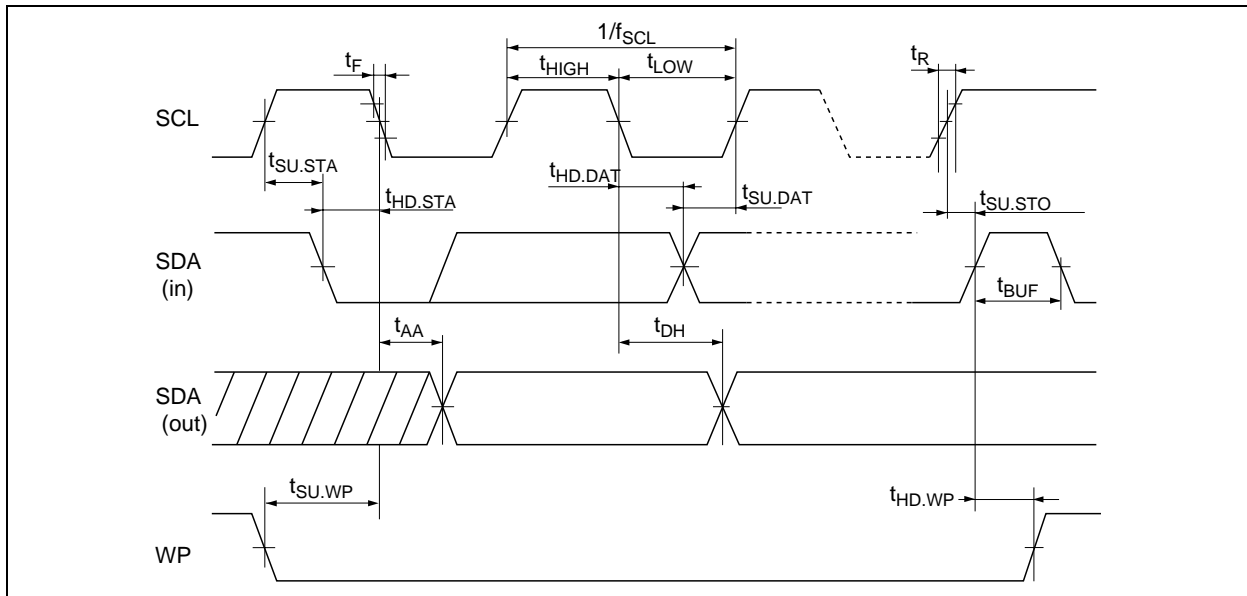 1/fSCL
tF
tHIGH
tLOW
tR
SCL
tSU.STA
tHD.STA
tHD.DAT
tSU.DAT
tSU.STO
SDA
(in)
tBUF
tAA
tDH
SDA
(out)
tSU.WP
tHD.WP
WP